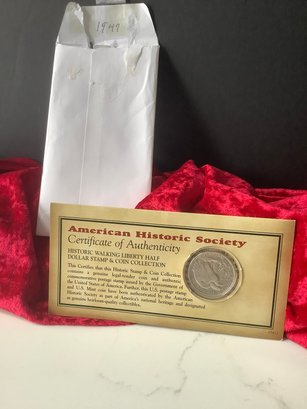 1947
American Historic Society
Certificate of Authenticity
HISTORIC WALKING LIBERTY HALF
DOLLAR STAMP & COIN COLLECTION
This Certifies that this Historic Stamp & Coin Collection
contains a genuine legal-tender coin and authentic
commemorative postage stamp issued by the Government of
the United States of America. Further, this U.S. postage stamp
and U.S. Mint coin have been authenticated by the American
Historic Society as part of America's national heritage and designated
as genuine heirloom-quality collectibles.